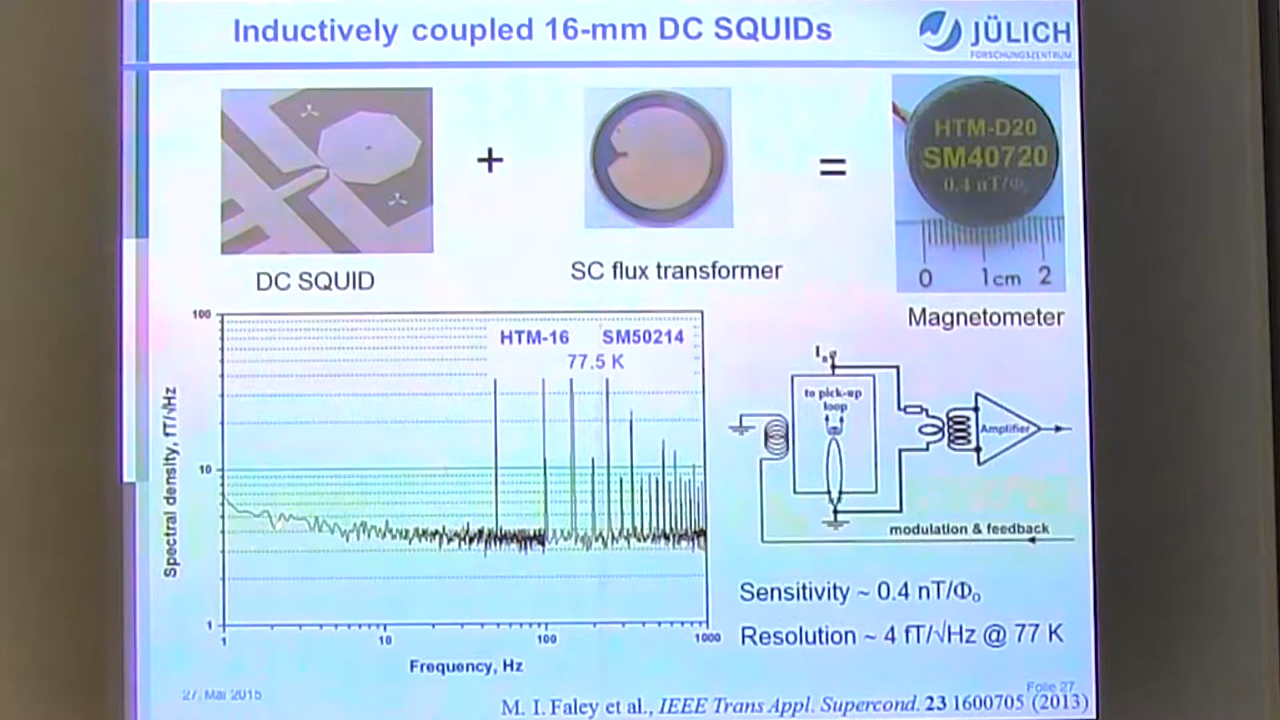 Inductively coupled 16-mm DC SQUIDs
JÜLICH
FORSCHUNGSZENTRUM
+
=
HTM-D20
SM40720
0.4 nT/Φ₀
0 1cm 2
DC SQUID
SC flux transformer
Magnetometer
HTM-16 SM50214
77.5 K
100
10
1
Spectral density, fT/√Hz
1 10 100 1000
Frequency, Hz
to pick-up
loop
Amplifier
modulation & feedback
Sensitivity ~ 0.4 nT/Φ₀
Resolution ~ 4 fT/√Hz @ 77 K
27. Mai 2015
Folie 27
M. I. Faley et al., IEEE Trans Appl. Supercond. 23 1600705 (2013)